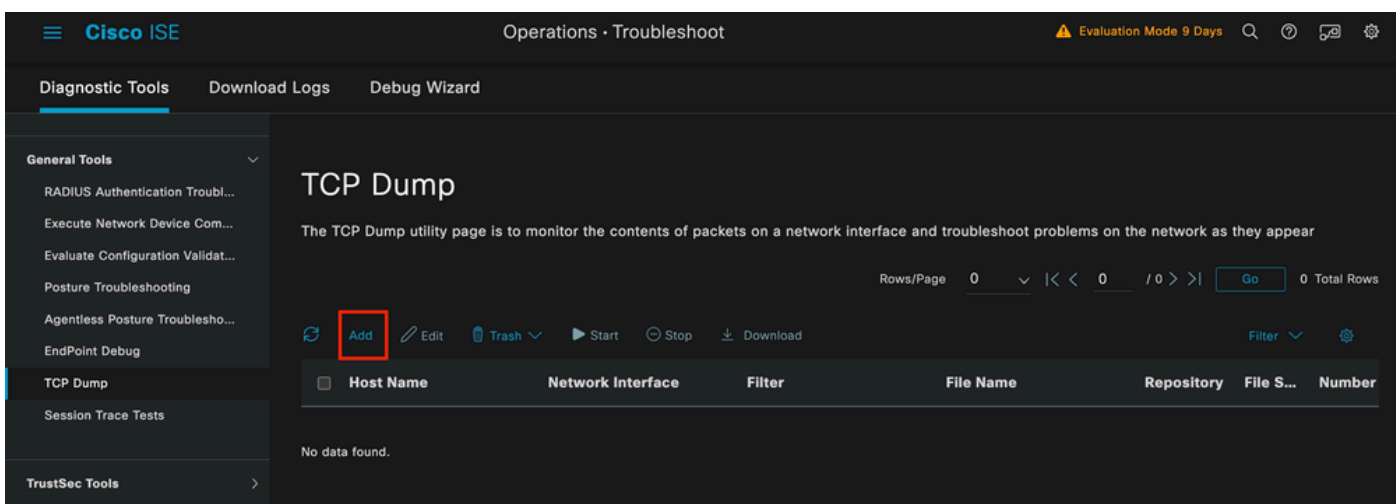 Cisco ISE
Operations · Troubleshoot
Evaluation Mode 9 Days
Diagnostic Tools
Download Logs
Debug Wizard
General Tools
RADIUS Authentication Troubl...
Execute Network Device Com...
Evaluate Configuration Validat...
Posture Troubleshooting
Agentless Posture Troublesho...
EndPoint Debug
TCP Dump
Session Trace Tests
TrustSec Tools
TCP Dump
The TCP Dump utility page is to monitor the contents of packets on a network interface and troubleshoot problems on the network as they appear
Rows/Page 0 |< < 0 / 0 > >| Go 0 Total Rows
Add Edit Trash Start Stop Download Filter
Host Name Network Interface Filter File Name Repository File S... Number
No data found.